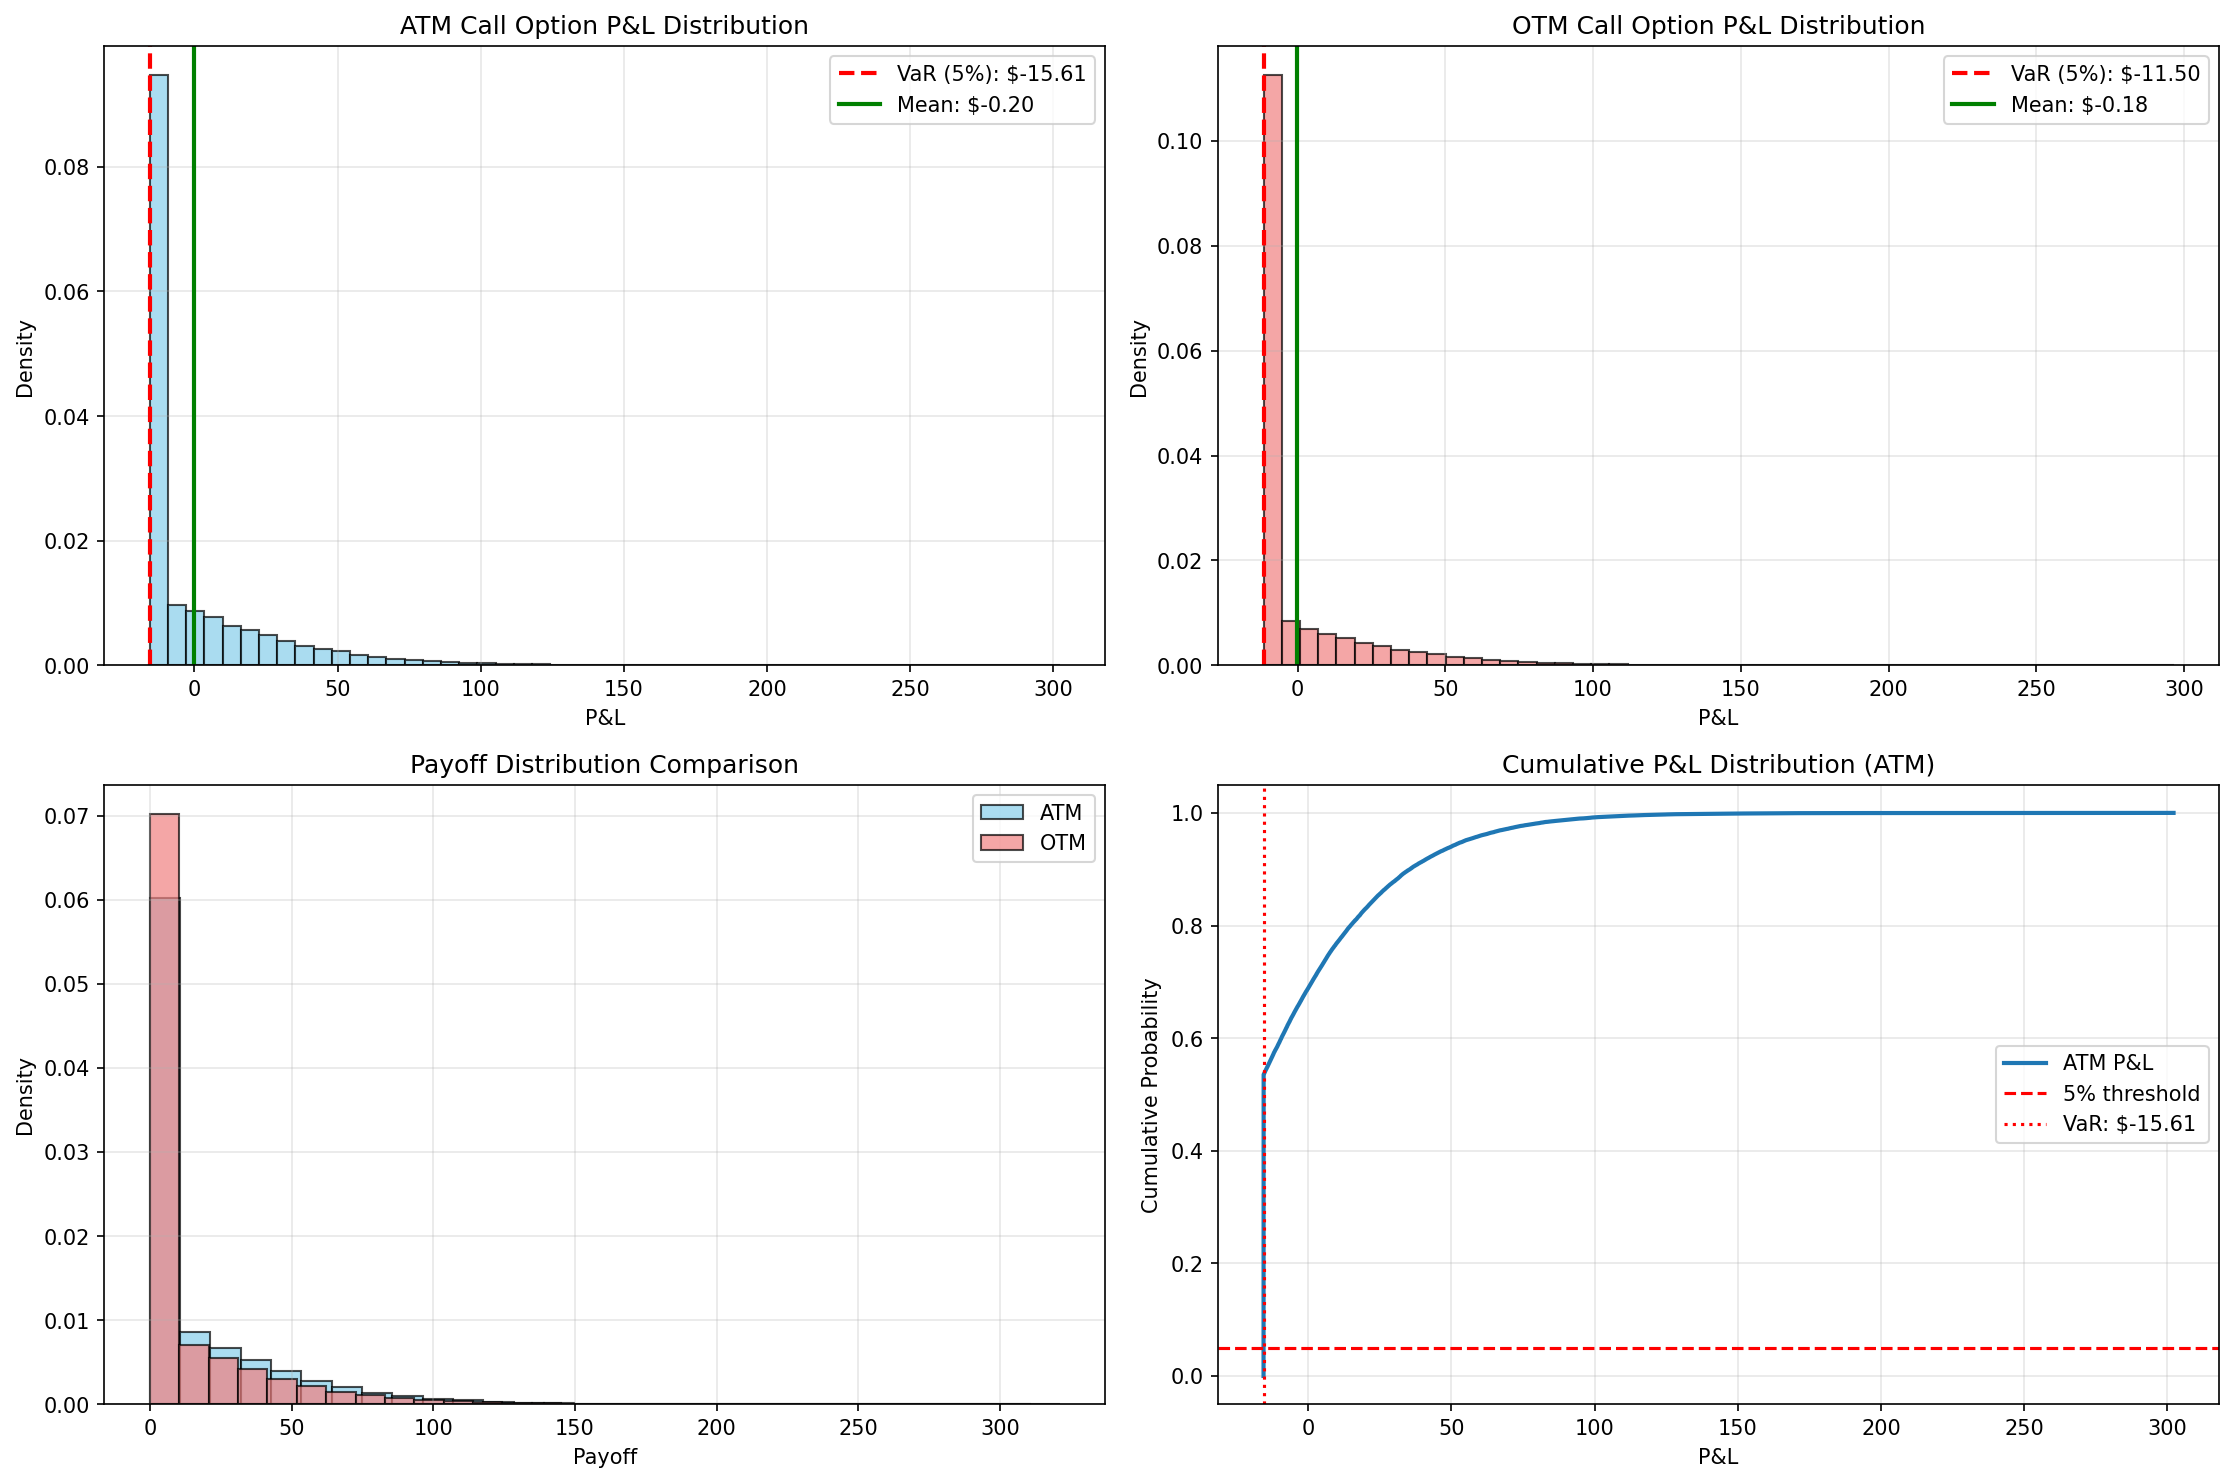 ATM Call Option P&L Distribution
VaR (5%): $-15.61
Mean: $-0.20
Density
0.08
0.06
0.04
0.02
0.00
0 50 100 150 200 250 300
P&L
OTM Call Option P&L Distribution
VaR (5%): $-11.50
Mean: $-0.18
Density
0.10
0.08
0.06
0.04
0.02
0.00
0 50 100 150 200 250 300
P&L
Payoff Distribution Comparison
ATM
OTM
Density
0.07
0.06
0.05
0.04
0.03
0.02
0.01
0.00
0 50 100 150 200 250 300
Payoff
Cumulative P&L Distribution (ATM)
Cumulative Probability
1.0
0.8
0.6
0.4
0.2
0.0
ATM P&L
5% threshold
VaR: $-15.61
0 50 100 150 200 250 300
P&L